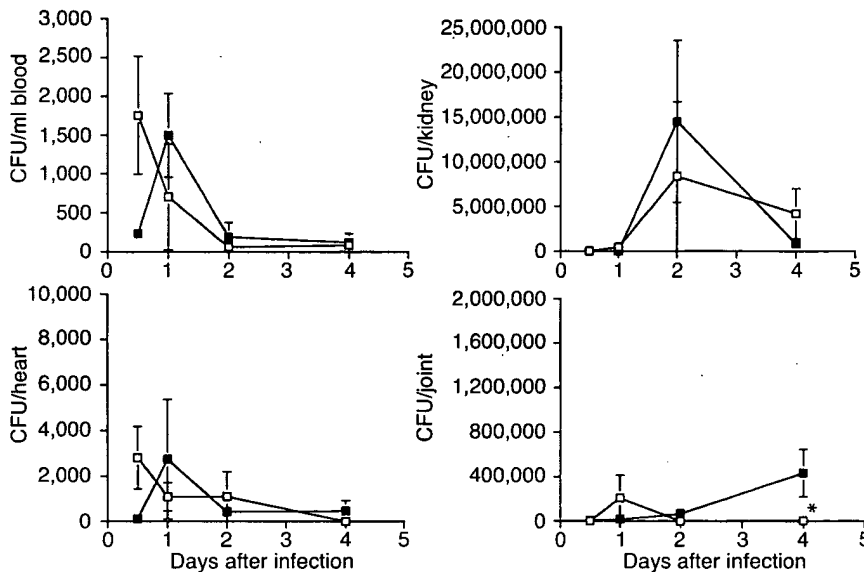 CFU/ml blood
3,000
2,500
2,000
1,500
1,000
500
0
0 1 2 3 4 5
CFU/kidney
25,000,000
20,000,000
15,000,000
10,000,000
5,000,000
0
0 1 2 3 4 5
CFU/heart
10,000
8,000
6,000
4,000
2,000
0
0 1 2 3 4 5
Days after infection
CFU/joint
2,000,000
1,600,000
1,200,000
800,000
400,000
0
*
0 1 2 3 4 5
Days after infection